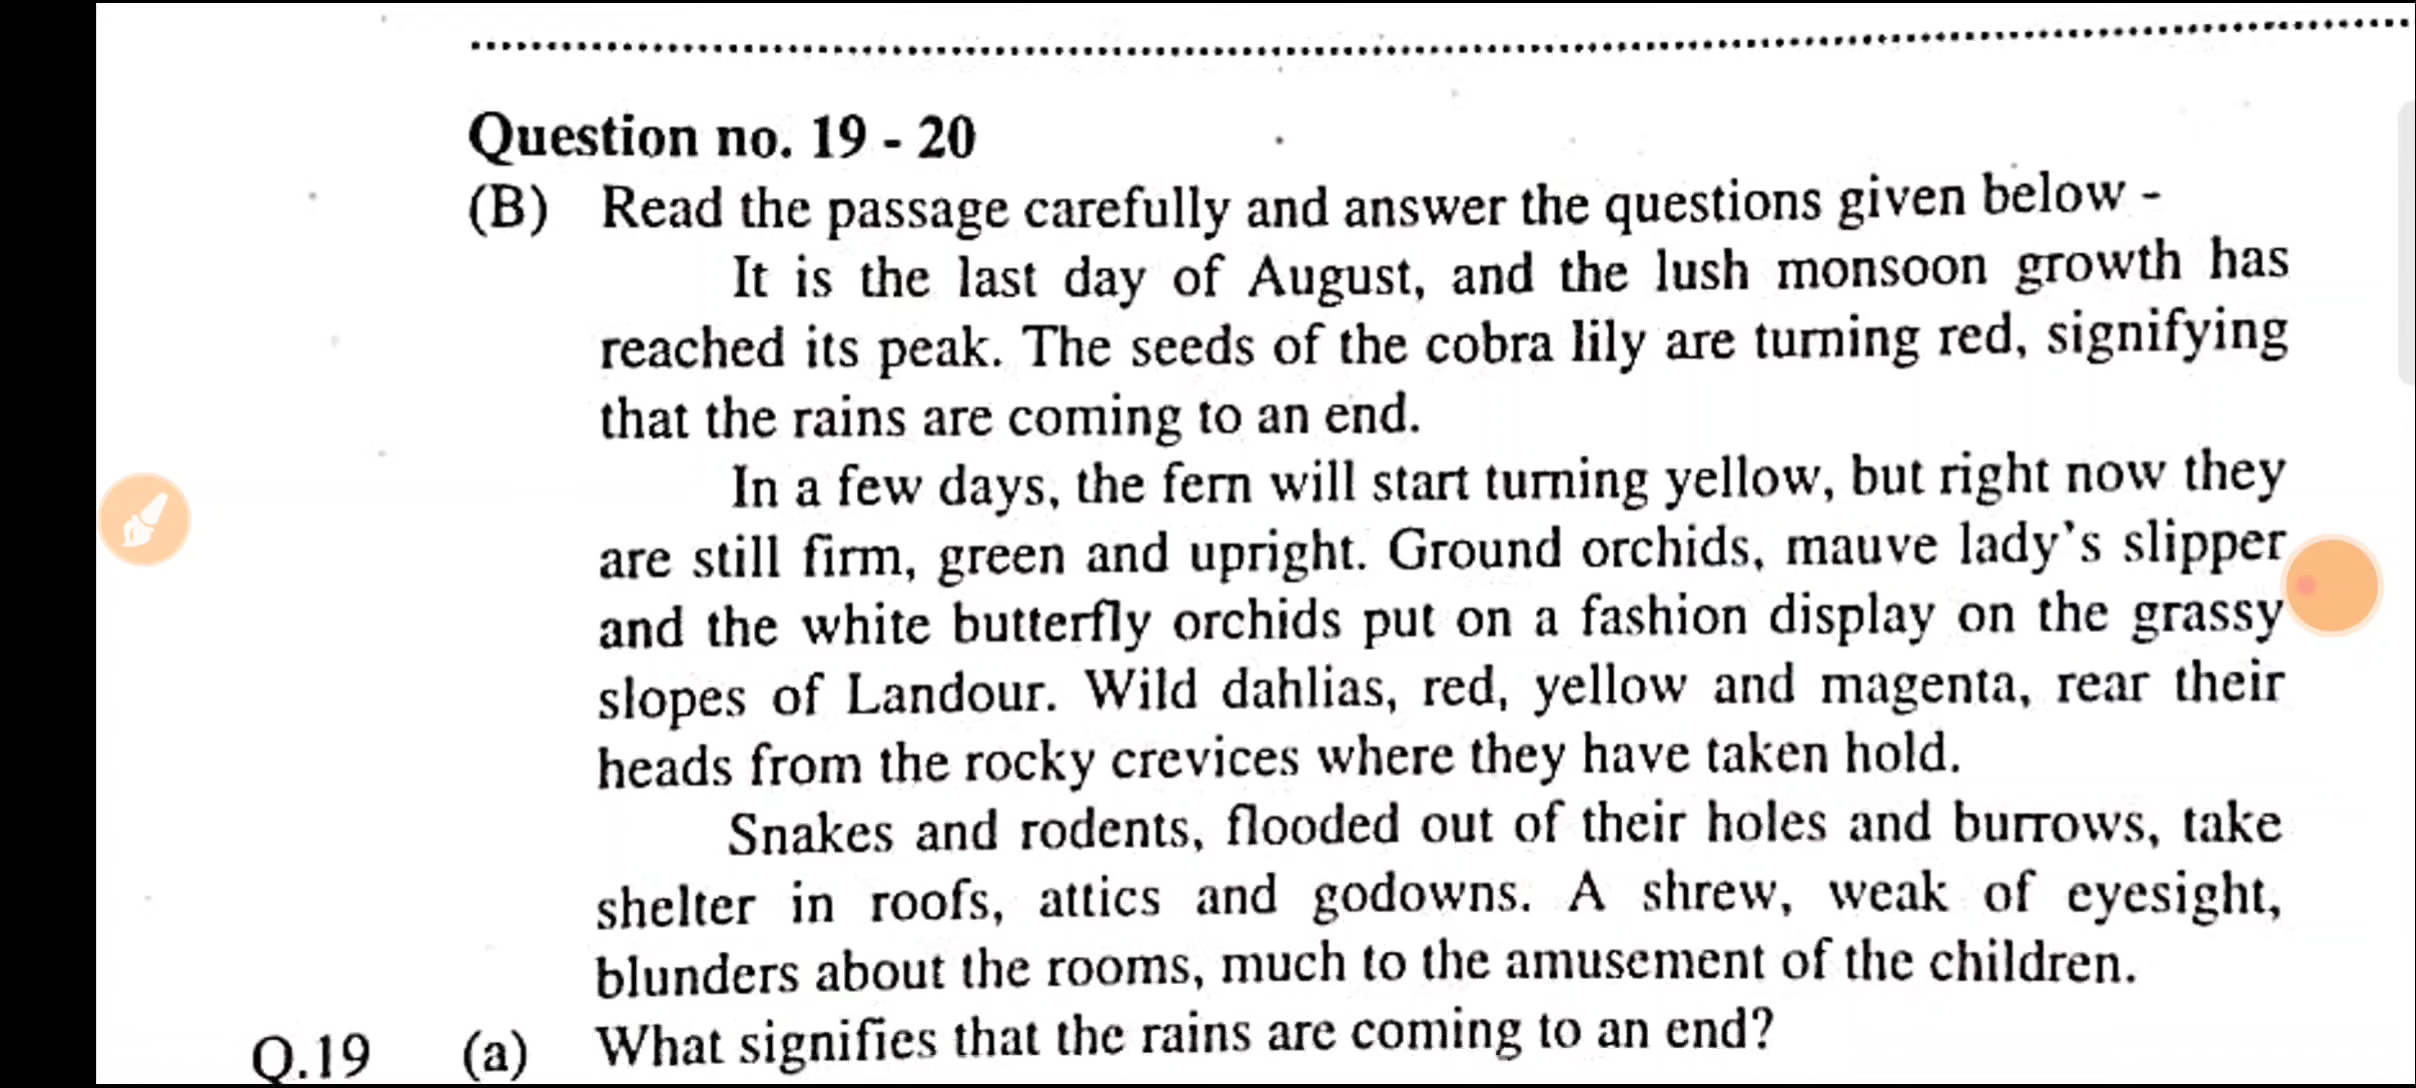 Question no. 19 - 20
(B) Read the passage carefully and answer the questions given below -
It is the last day of August, and the lush monsoon growth has
reached its peak. The seeds of the cobra lily are turning red, signifying
that the rains are coming to an end.
In a few days, the fern will start turning yellow, but right now they
are still firm, green and upright. Ground orchids, mauve lady's slipper
and the white butterfly orchids put on a fashion display on the grassy
slopes of Landour. Wild dahlias, red, yellow and magenta, rear their
heads from the rocky crevices where they have taken hold.
Snakes and rodents, flooded out of their holes and burrows, take
shelter in roofs, attics and godowns. A shrew, weak of eyesight,
blunders about the rooms, much to the amusement of the children.
Q.19 (a) What signifies that the rains are coming to an end?